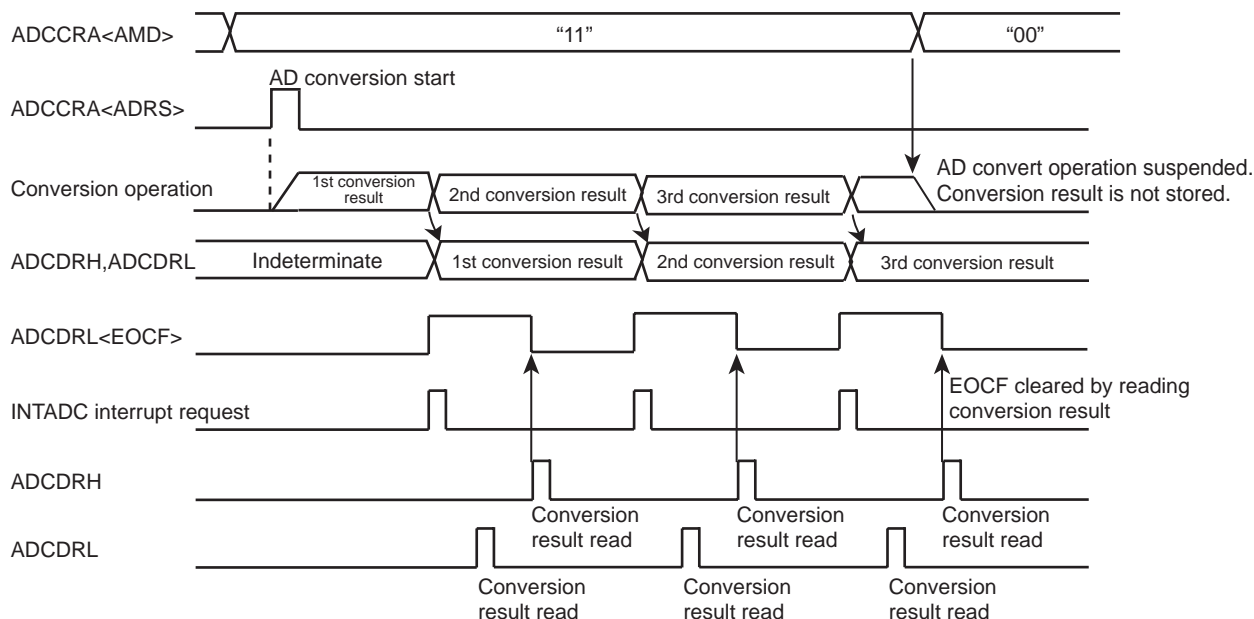 ADCCRA<AMD>
“11”
“00”
AD conversion start
ADCCRA<ADRS>
AD convert operation suspended.
Conversion result is not stored.
Conversion operation
1st conversion
result
2nd conversion result
3rd conversion result
ADCDRH,ADCDRL
Indeterminate
1st conversion result
2nd conversion result
3rd conversion result
ADCDRL<EOCF>
EOCF cleared by reading
conversion result
INTADC interrupt request
ADCDRH
Conversion
result read
Conversion
result read
Conversion
result read
ADCDRL
Conversion
result read
Conversion
result read
Conversion
result read